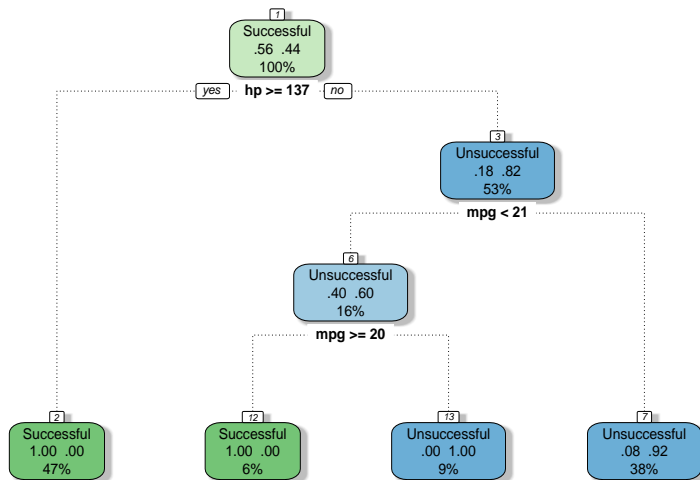 1
Successful
.56 .44
100%
yes hp >= 137 no
3
Unsuccessful
.18 .82
53%
mpg < 21
6
Unsuccessful
.40 .60
16%
mpg >= 20
2
Successful
1.00 .00
47%
12
Successful
1.00 .00
6%
13
Unsuccessful
.00 1.00
9%
7
Unsuccessful
.08 .92
38%